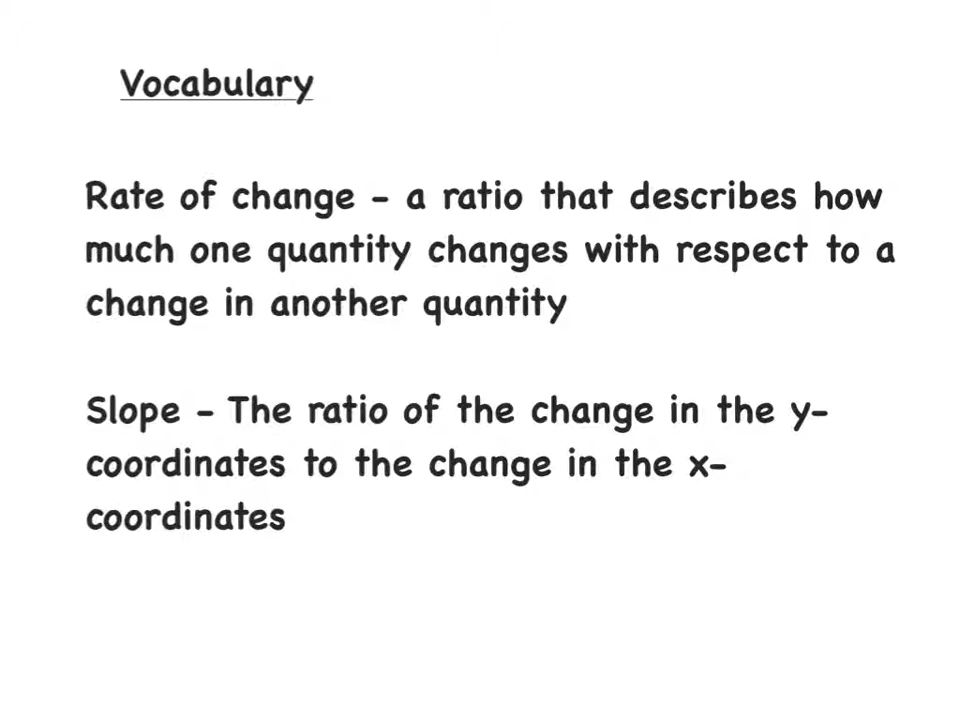 Vocabulary
Rate of change - a ratio that describes how
much one quantity changes with respect to a
change in another quantity
Slope - The ratio of the change in the y-
coordinates to the change in the x-
coordinates